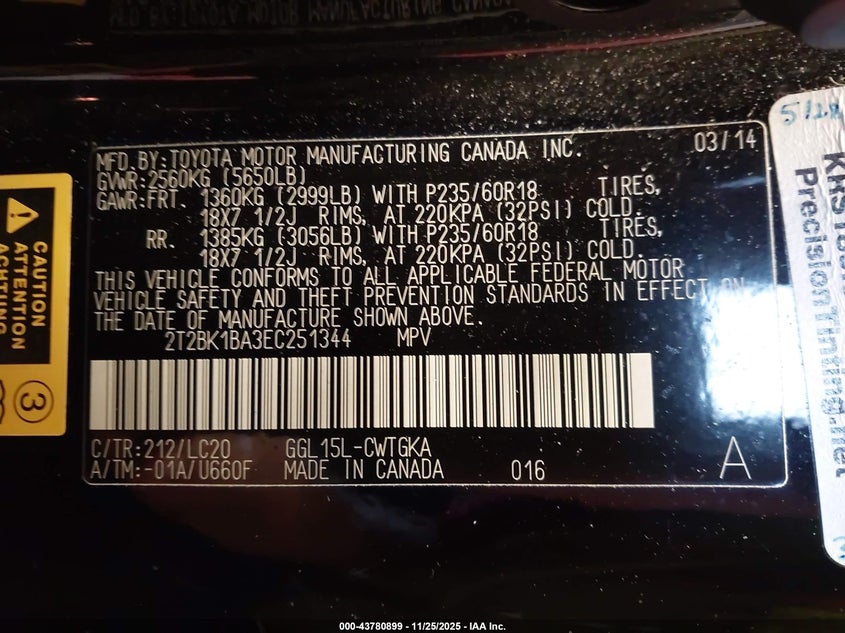 MFD. BY: TOYOTA MOTOR MANUFACTURING CANADA INC. 03/14
GVWR: 2560KG (5650LB)
GAWR: FRT. 1360KG (2999LB) WITH P235/60R18 TIRES,
18X7 1/2J RIMS, AT 220KPA (32PSI) COLD.
RR. 1385KG (3056LB) WITH P235/60R18 TIRES,
18X7 1/2J RIMS, AT 220KPA (32PSI) COLD.
THIS VEHICLE CONFORMS TO ALL APPLICABLE FEDERAL MOTOR
VEHICLE SAFETY AND THEFT PREVENTION STANDARDS IN EFFECT ON
THE DATE OF MANUFACTURE SHOWN ABOVE.
2T2BK1BA3EC251344 MPV
C/TR: 212/LC20 GGL15L-CWTGKA
A/TM: -01A/U660F MADE IN CANADA 016 A
CAUTION
ATTENTION
ACHTUNG
3
PrecisionTinting.net
000-43780899 - 11/25/2025 - IAA Inc.